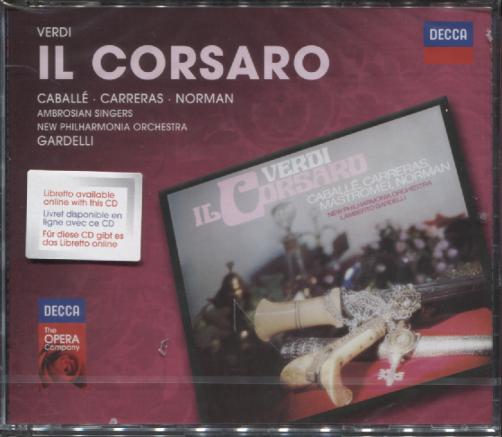 VERDI
IL CORSARO
CABALLÉ · CARRERAS · NORMAN
AMBROSIAN SINGERS
NEW PHILHARMONIA ORCHESTRA
GARDELLI
DECCA
Libretto available
online with this CD
Livret disponible en
ligne avec ce CD
Für diese CD gibt es
das Libretto online
VERDI
IL CORSARO
CABALLE, CARRERAS,
MASTROMEI, NORMAN
NEW PHILHARMONIA ORCHESTRA
LAMBERTO GARDELLI
DECCA
The
OPERA
Company